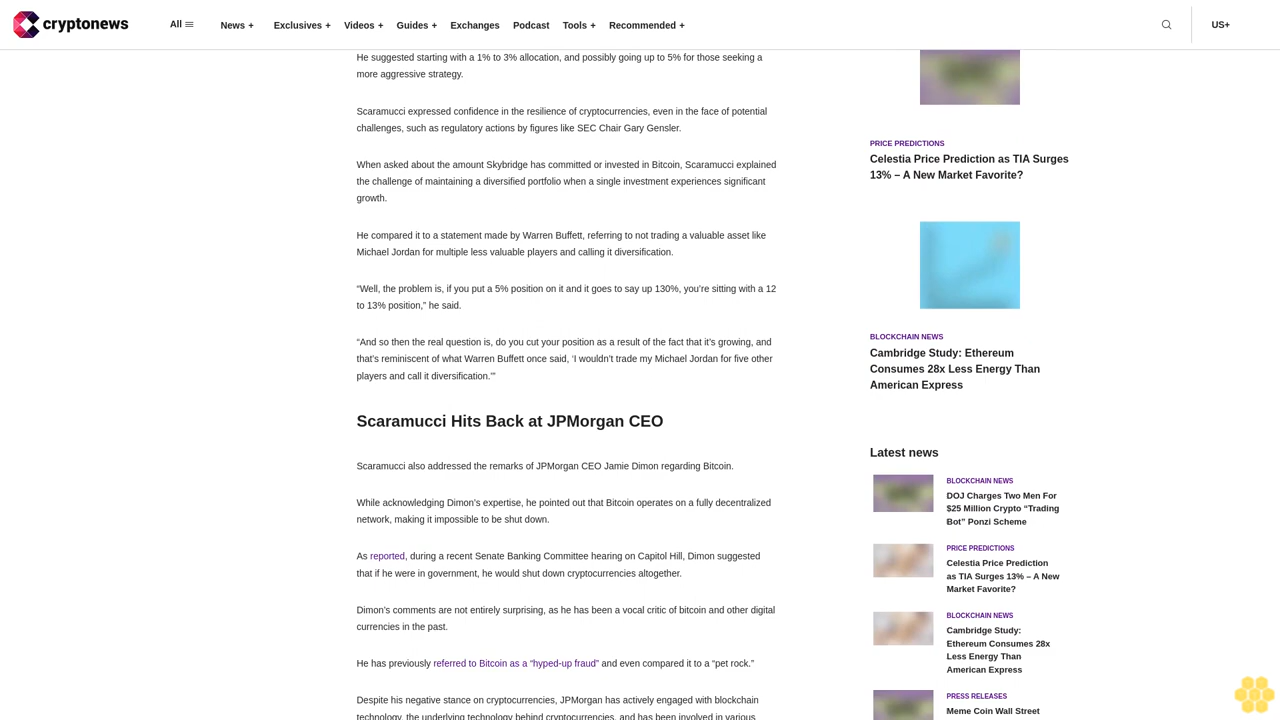 cryptonews
All
News +
Exclusives +
Videos +
Guides +
Exchanges
Podcast
Tools +
Recommended +
US+
He suggested starting with a 1% to 3% allocation, and possibly going up to 5% for those seeking a
more aggressive strategy.
Scaramucci expressed confidence in the resilience of cryptocurrencies, even in the face of potential
challenges, such as regulatory actions by figures like SEC Chair Gary Gensler.
When asked about the amount Skybridge has committed or invested in Bitcoin, Scaramucci explained
the challenge of maintaining a diversified portfolio when a single investment experiences significant
growth.
He compared it to a statement made by Warren Buffett, referring to not trading a valuable asset like
Michael Jordan for multiple less valuable players and calling it diversification.
“Well, the problem is, if you put a 5% position on it and it goes to say up 130%, you’re sitting with a 12
to 13% position,” he said.
“And so then the real question is, do you cut your position as a result of the fact that it’s growing, and
that’s reminiscent of what Warren Buffett once said, ‘I wouldn’t trade my Michael Jordan for five other
players and call it diversification.’”
Scaramucci Hits Back at JPMorgan CEO
Scaramucci also addressed the remarks of JPMorgan CEO Jamie Dimon regarding Bitcoin.
While acknowledging Dimon’s expertise, he pointed out that Bitcoin operates on a fully decentralized
network, making it impossible to be shut down.
As reported, during a recent Senate Banking Committee hearing on Capitol Hill, Dimon suggested
that if he were in government, he would shut down cryptocurrencies altogether.
Dimon’s comments are not entirely surprising, as he has been a vocal critic of bitcoin and other digital
currencies in the past.
He has previously referred to Bitcoin as a “hyped-up fraud” and even compared it to a “pet rock.”
Despite his negative stance on cryptocurrencies, JPMorgan has actively engaged with blockchain
technology, the underlying technology behind cryptocurrencies, and has been involved in various
PRICE PREDICTIONS
Celestia Price Prediction as TIA Surges
13% – A New Market Favorite?
BLOCKCHAIN NEWS
Cambridge Study: Ethereum
Consumes 28x Less Energy Than
American Express
Latest news
BLOCKCHAIN NEWS
DOJ Charges Two Men For
$25 Million Crypto “Trading
Bot” Ponzi Scheme
PRICE PREDICTIONS
Celestia Price Prediction
as TIA Surges 13% – A New
Market Favorite?
BLOCKCHAIN NEWS
Cambridge Study:
Ethereum Consumes 28x
Less Energy Than
American Express
PRESS RELEASES
Meme Coin Wall Street